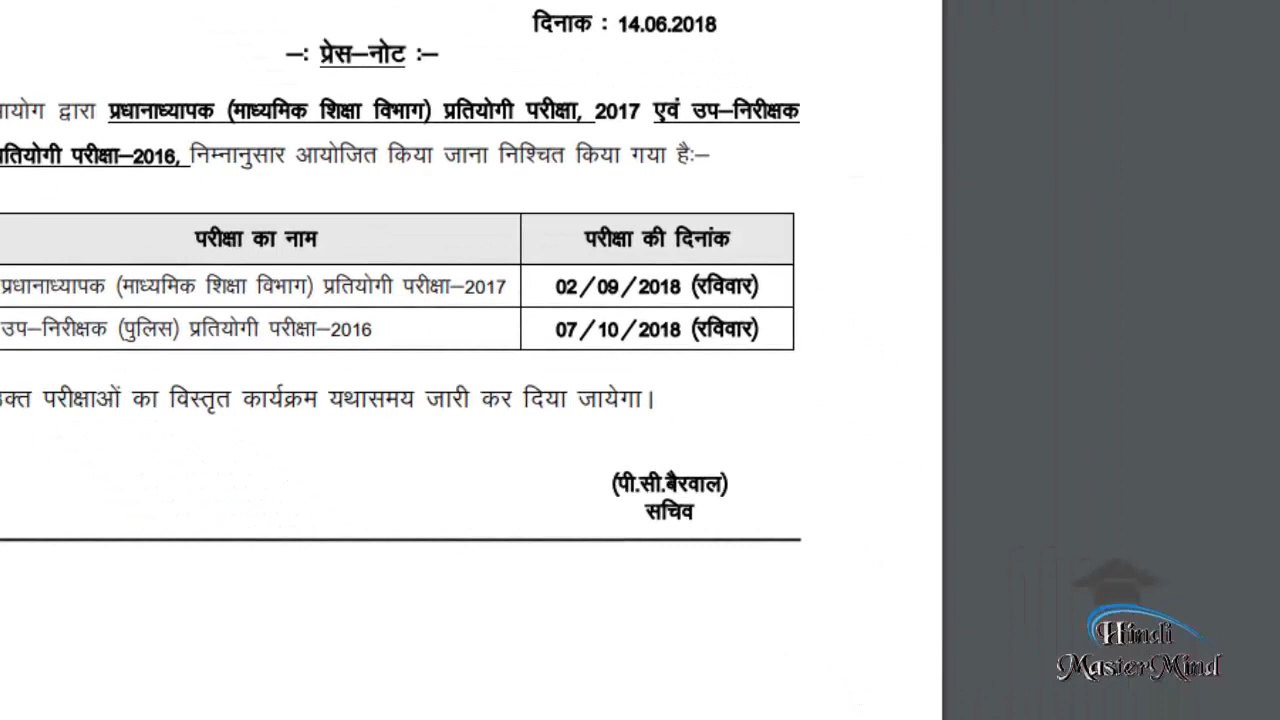 दिनाक : 14.06.2018
–: प्रेस–नोट :–
द्वारा प्रधानाध्यापक (माध्यमिक शिक्षा विभाग) प्रतियोगी परीक्षा, 2017 एवं उप–निरीक्षक
परीक्षा–2016, निम्नानुसार आयोजित किया जाना निश्चित किया गया हैः–
परीक्षा का नाम परीक्षा की दिनांक
प्रधानाध्यापक (माध्यमिक शिक्षा विभाग) प्रतियोगी परीक्षा–2017 02/09/2018 (रविवार)
उप–निरीक्षक (पुलिस) प्रतियोगी परीक्षा–2016 07/10/2018 (रविवार)
परीक्षाओं का विस्तृत कार्यक्रम यथासमय जारी कर दिया जायेगा।
(पी.सी.बैरवाल)
सचिव
Hindi
MasterMind